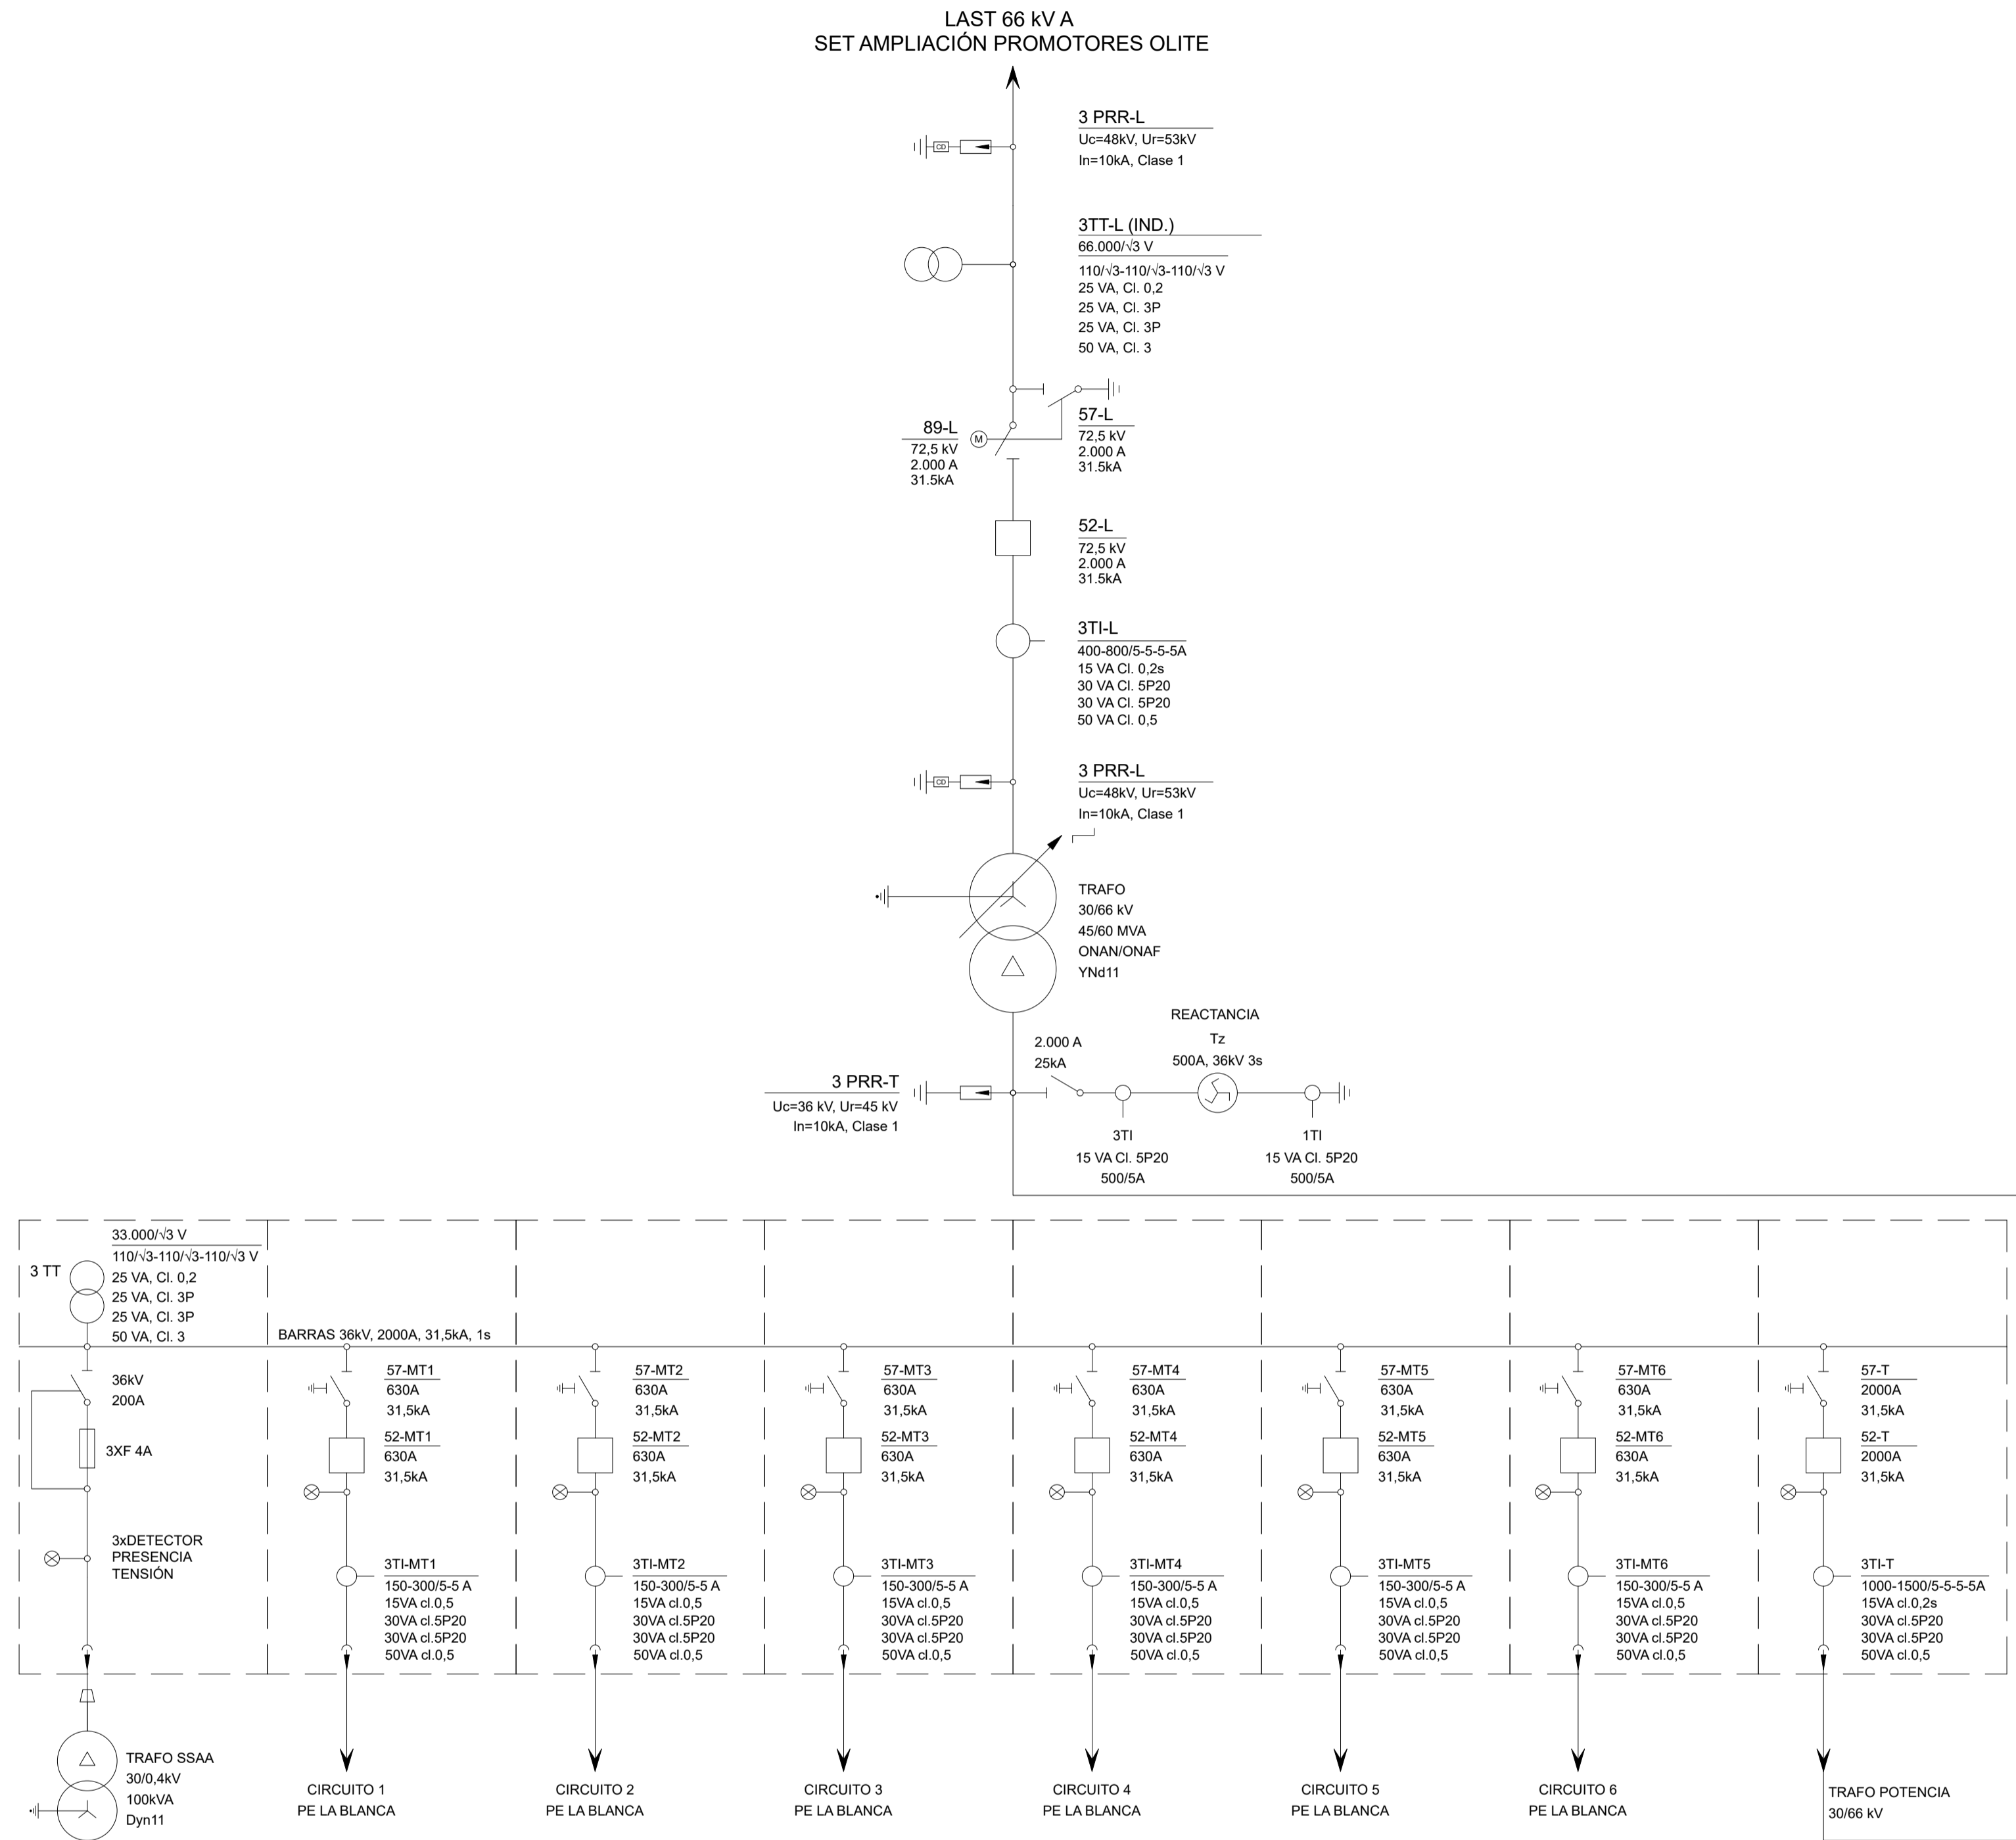 LAST 66 kV A
SET AMPLIACIÓN PROMOTORES OLITE
3 PRR-L
Uc=48kV, Ur=53kV
In=10kA, Clase 1
CD
3TT-L (IND.)
66.000/√3 V
110/√3-110/√3-110/√3 V
25 VA, Cl. 0,2
25 VA, Cl. 3P
25 VA, Cl. 3P
50 VA, Cl. 3
89-L
72,5 kV
2.000 A
31.5kA
M
57-L
72,5 kV
2.000 A
31.5kA
52-L
72,5 kV
2.000 A
31.5kA
3TI-L
400-800/5-5-5-5A
15 VA Cl. 0,2s
30 VA Cl. 5P20
30 VA Cl. 5P20
50 VA Cl. 0,5
3 PRR-L
Uc=48kV, Ur=53kV
In=10kA, Clase 1
CD
TRAFO
30/66 kV
45/60 MVA
ONAN/ONAF
YNd11
REACTANCIA
Tz
500A, 36kV 3s
2.000 A
25kA
3 PRR-T
Uc=36 kV, Ur=45 kV
In=10kA, Clase 1
3TI
15 VA Cl. 5P20
500/5A
1TI
15 VA Cl. 5P20
500/5A
3 TT
33.000/√3 V
110/√3-110/√3-110/√3 V
25 VA, Cl. 0,2
25 VA, Cl. 3P
25 VA, Cl. 3P
50 VA, Cl. 3
BARRAS 36kV, 2000A, 31,5kA, 1s
36kV
200A
3XF 4A
3xDETECTOR
PRESENCIA
TENSIÓN
TRAFO SSAA
30/0,4kV
100kVA
Dyn11
57-MT1
630A
31,5kA
52-MT1
630A
31,5kA
3TI-MT1
150-300/5-5 A
15VA cl.0,5
30VA cl.5P20
30VA cl.5P20
50VA cl.0,5
CIRCUITO 1
PE LA BLANCA
57-MT2
630A
31,5kA
52-MT2
630A
31,5kA
3TI-MT2
150-300/5-5 A
15VA cl.0,5
30VA cl.5P20
30VA cl.5P20
50VA cl.0,5
CIRCUITO 2
PE LA BLANCA
57-MT3
630A
31,5kA
52-MT3
630A
31,5kA
3TI-MT3
150-300/5-5 A
15VA cl.0,5
30VA cl.5P20
30VA cl.5P20
50VA cl.0,5
CIRCUITO 3
PE LA BLANCA
57-MT4
630A
31,5kA
52-MT4
630A
31,5kA
3TI-MT4
150-300/5-5 A
15VA cl.0,5
30VA cl.5P20
30VA cl.5P20
50VA cl.0,5
CIRCUITO 4
PE LA BLANCA
57-MT5
630A
31,5kA
52-MT5
630A
31,5kA
3TI-MT5
150-300/5-5 A
15VA cl.0,5
30VA cl.5P20
30VA cl.5P20
50VA cl.0,5
CIRCUITO 5
PE LA BLANCA
57-MT6
630A
31,5kA
52-MT6
630A
31,5kA
3TI-MT6
150-300/5-5 A
15VA cl.0,5
30VA cl.5P20
30VA cl.5P20
50VA cl.0,5
CIRCUITO 6
PE LA BLANCA
57-T
2000A
31,5kA
52-T
2000A
31,5kA
3TI-T
1000-1500/5-5-5-5A
15VA cl.0,2s
30VA cl.5P20
30VA cl.5P20
50VA cl.0,5
TRAFO POTENCIA
30/66 kV